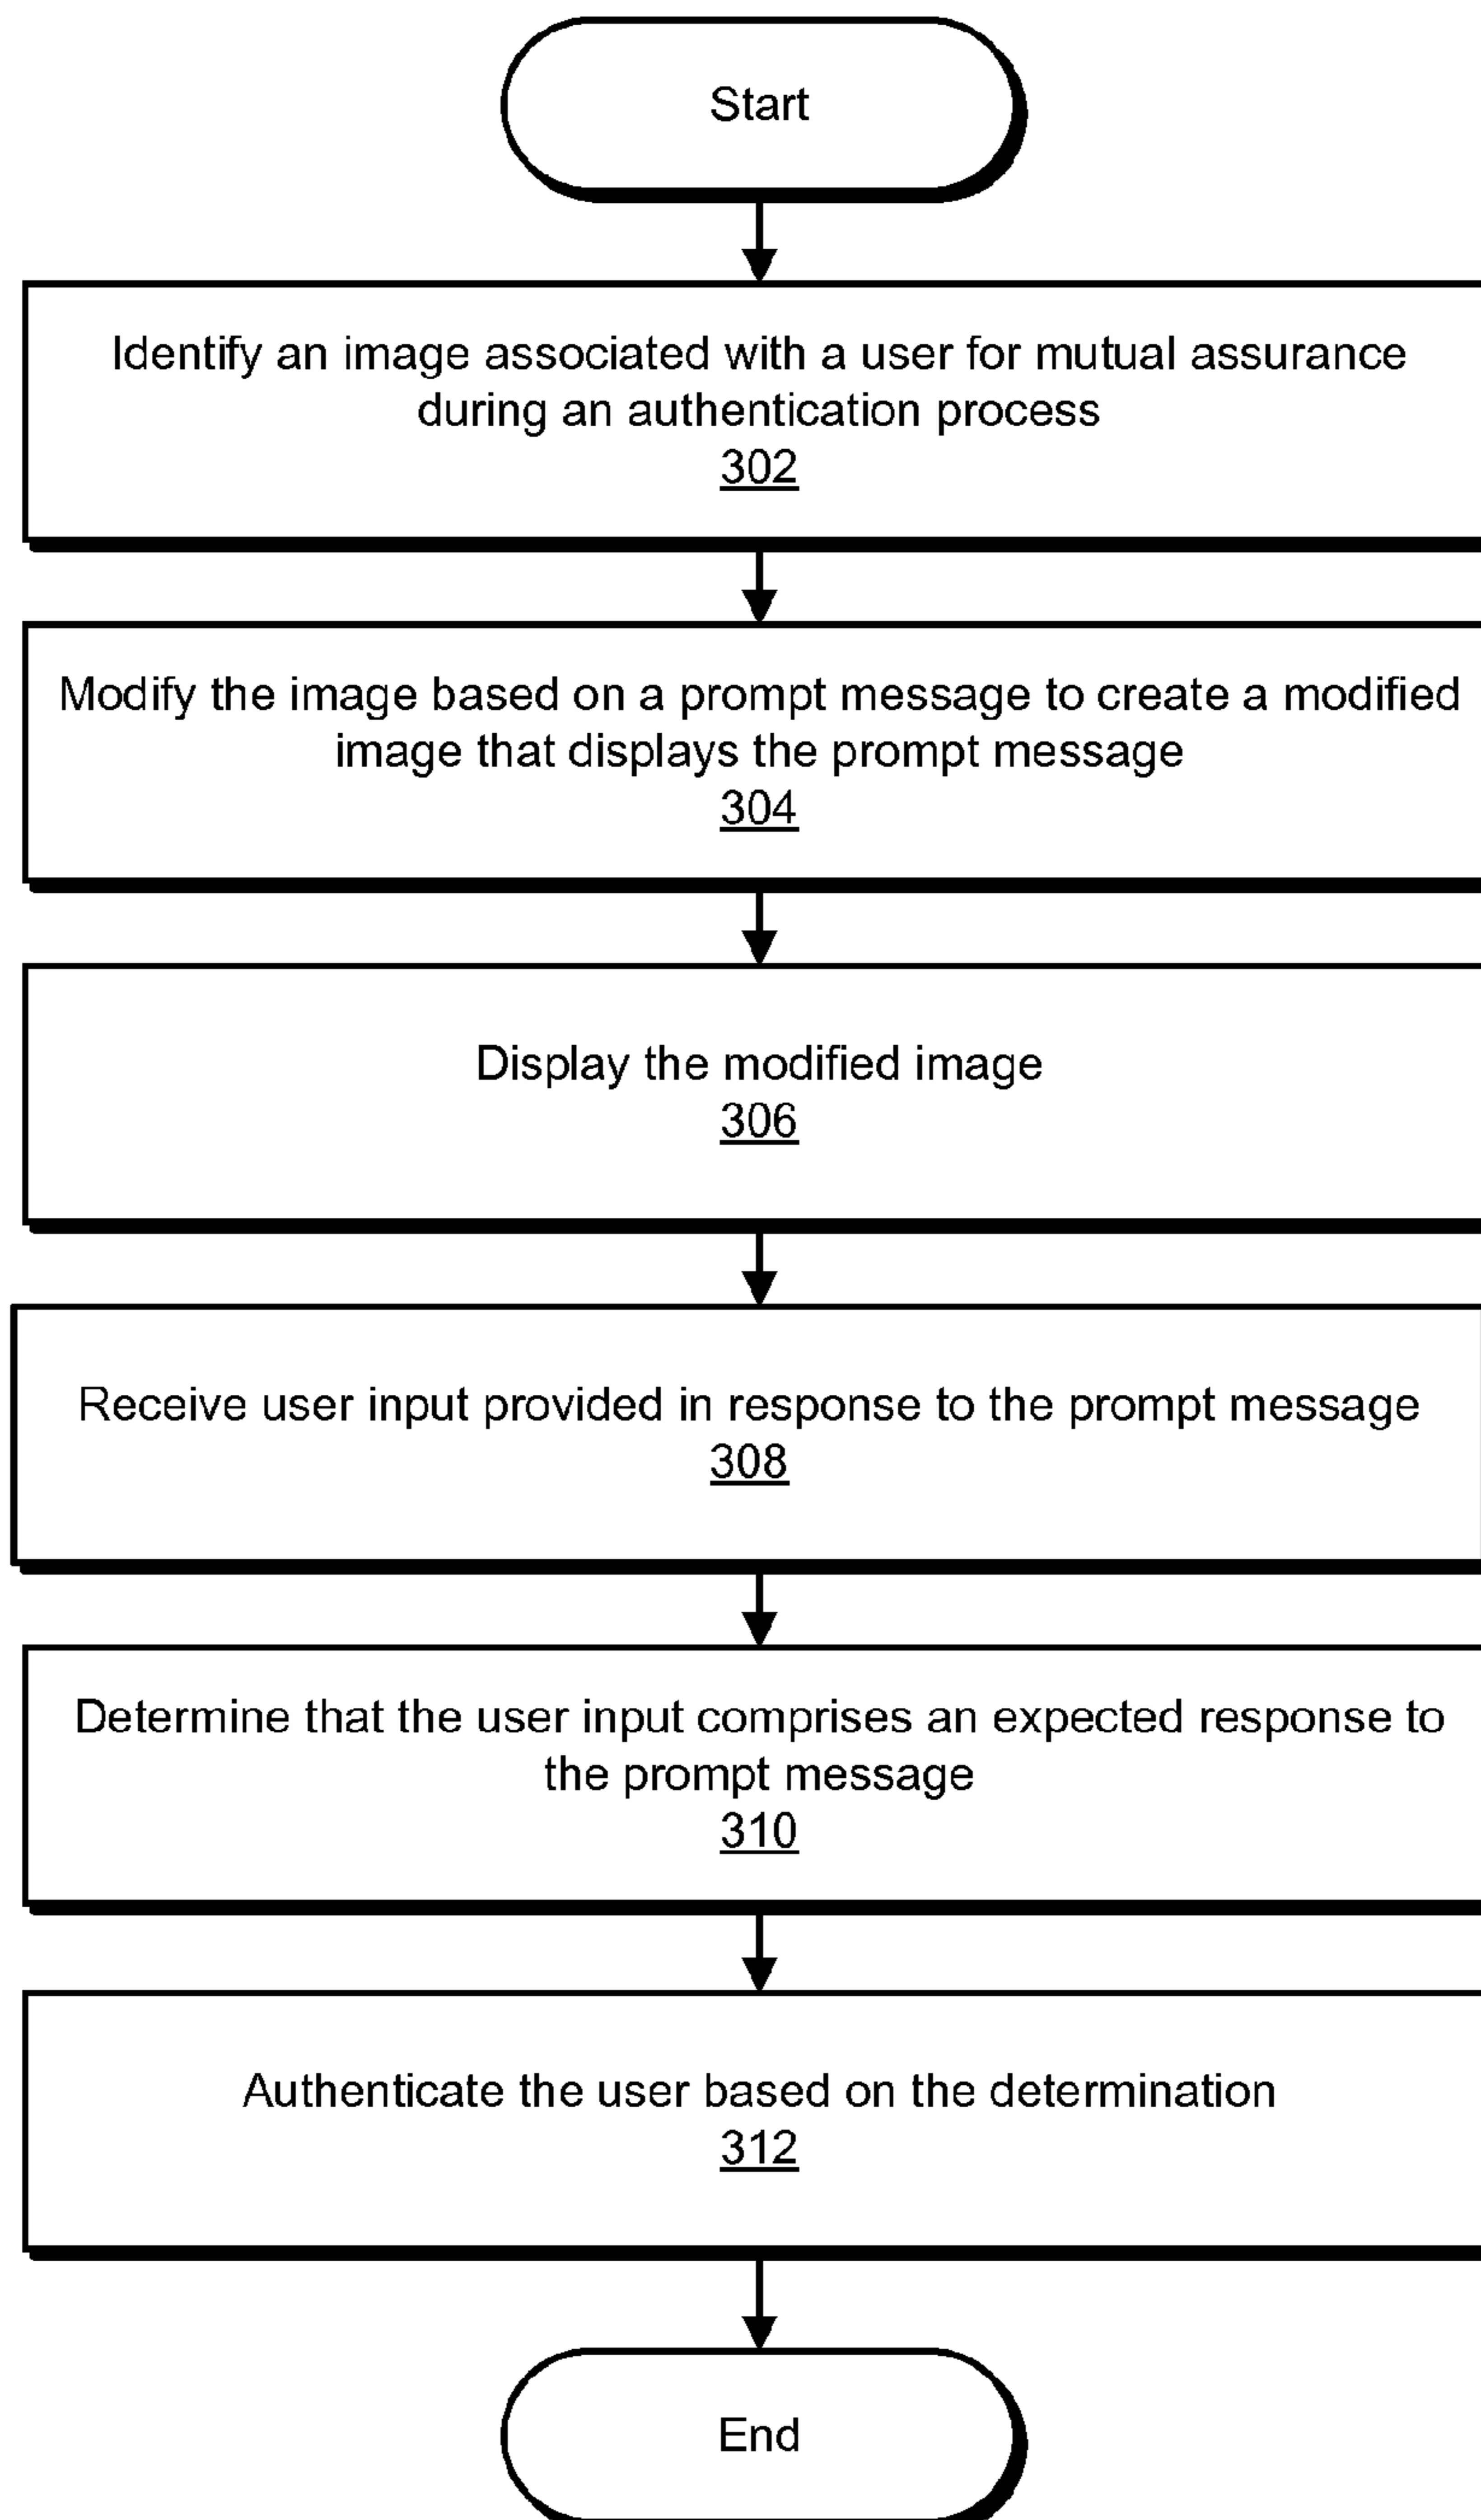 Start
Identify an image associated with a user for mutual assurance
during an authentication process
302
Modify the image based on a prompt message to create a modified
image that displays the prompt message
304
Display the modified image
306
Receive user input provided in response to the prompt message
308
Determine that the user input comprises an expected response to
the prompt message
310
Authenticate the user based on the determination
312
End